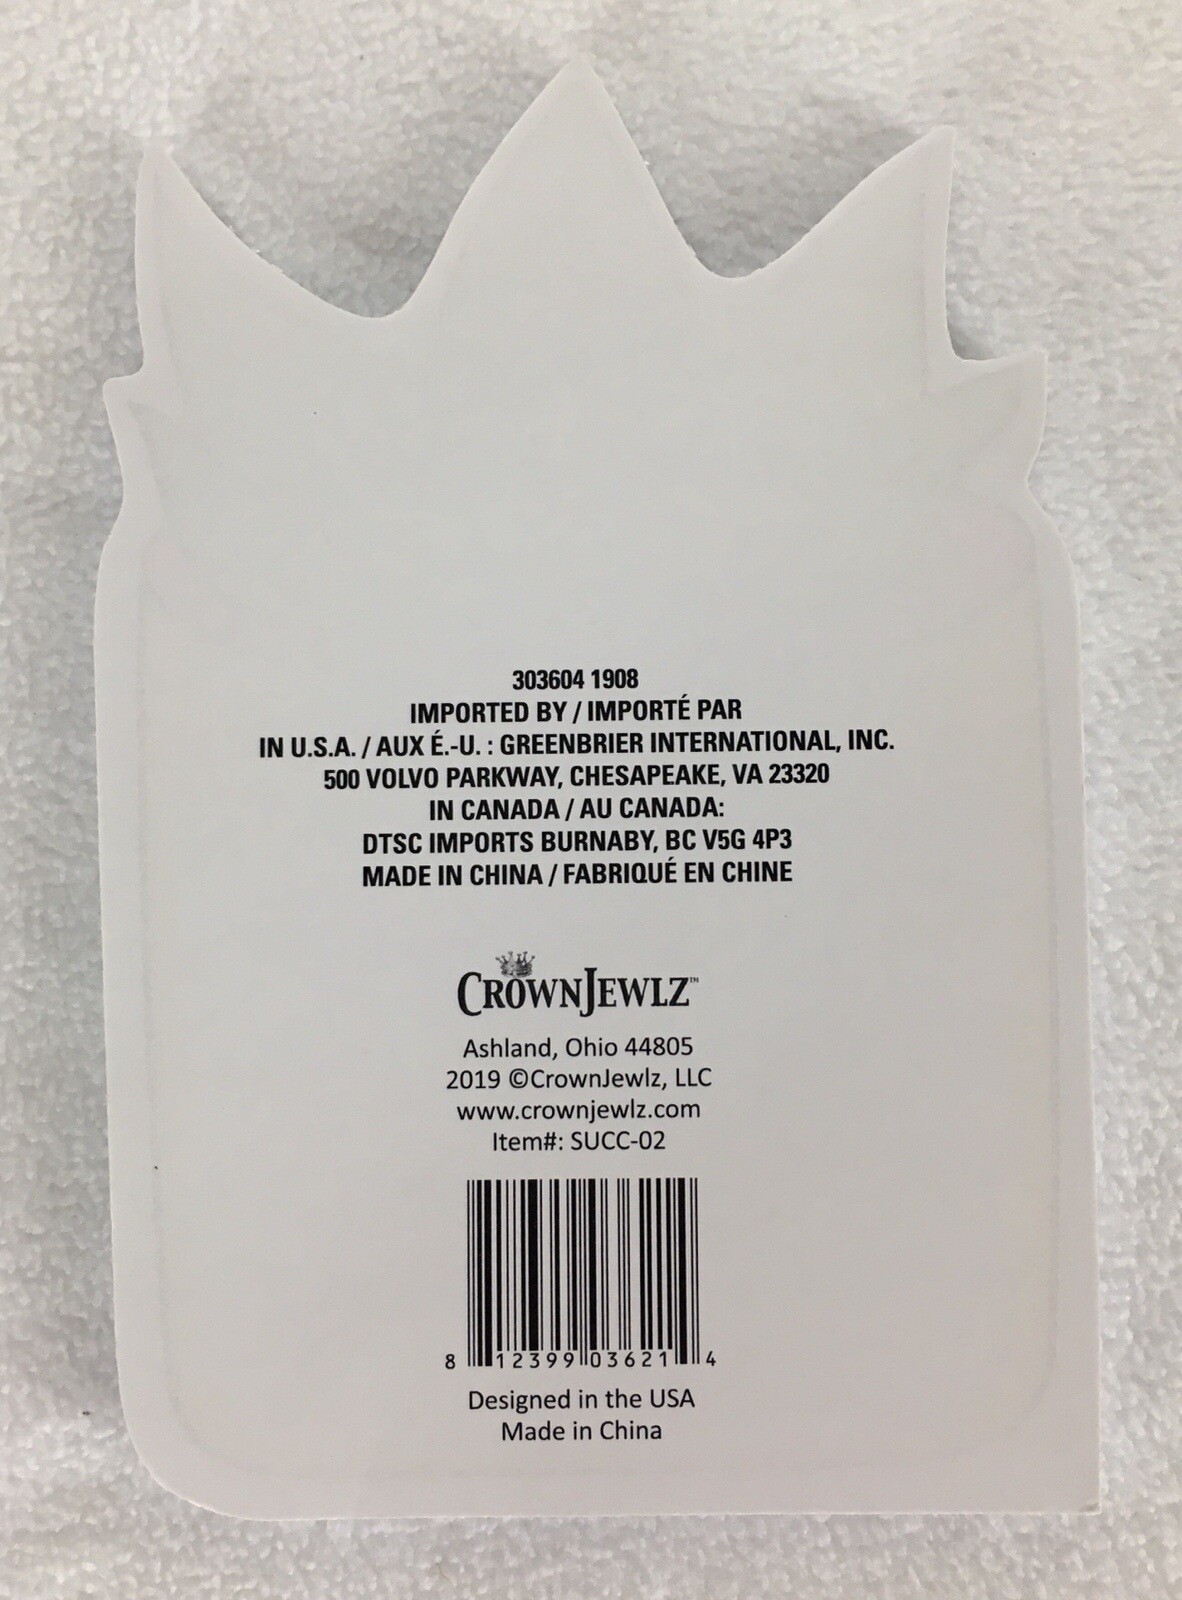 303604 1908
IMPORTED BY / IMPORTÉ PAR
IN U.S.A. / AUX É.-U. : GREENBRIER INTERNATIONAL, INC.
500 VOLVO PARKWAY, CHESAPEAKE, VA 23320
IN CANADA / AU CANADA:
DTSC IMPORTS BURNABY, BC V5G 4P3
MADE IN CHINA / FABRIQUÉ EN CHINE
CROWNJEWLZ™
Ashland, Ohio 44805
2019 ©CrownJewlz, LLC
www.crownjewlz.com
Item#: SUCC-02
8 12399 03621 4
Designed in the USA
Made in China